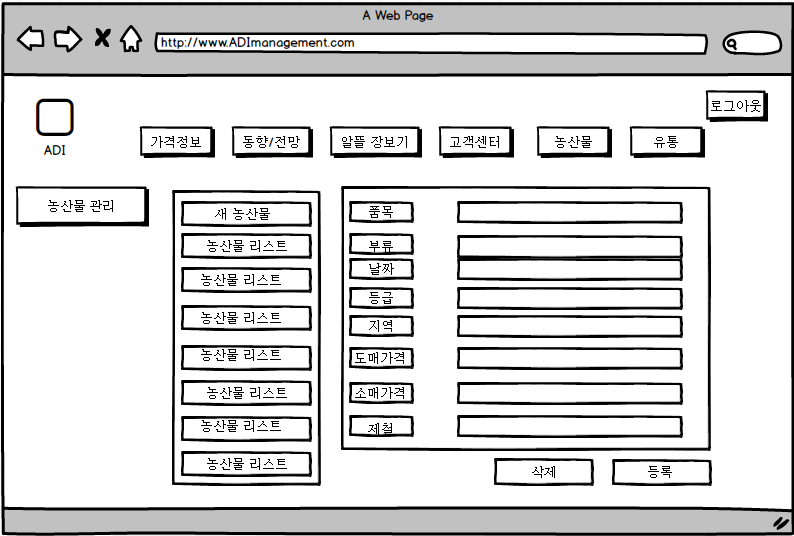 A Web Page
http://www.ADImanagement.com
로그아웃
ADI
가격정보 동향/전망 알뜰 장보기 고객센터 농산물 유통
농산물 관리
새 농산물
농산물 리스트
농산물 리스트
농산물 리스트
농산물 리스트
농산물 리스트
농산물 리스트
농산물 리스트
품목
부류
날짜
등급
지역
도매가격
소매가격
제철
삭제 등록